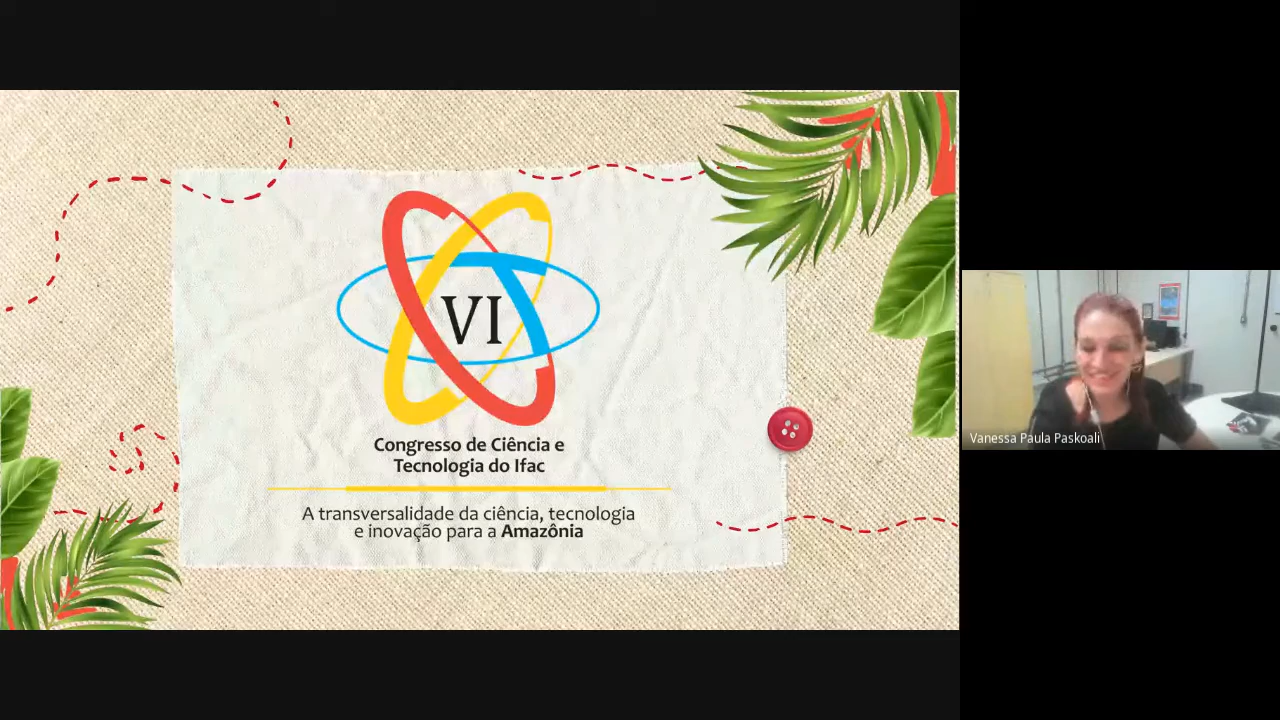 VI
Congresso de Ciência e
Tecnologia do Ifac
A transversalidade da ciência, tecnologia
e inovação para a Amazônia
Vanessa Paula Paskoali